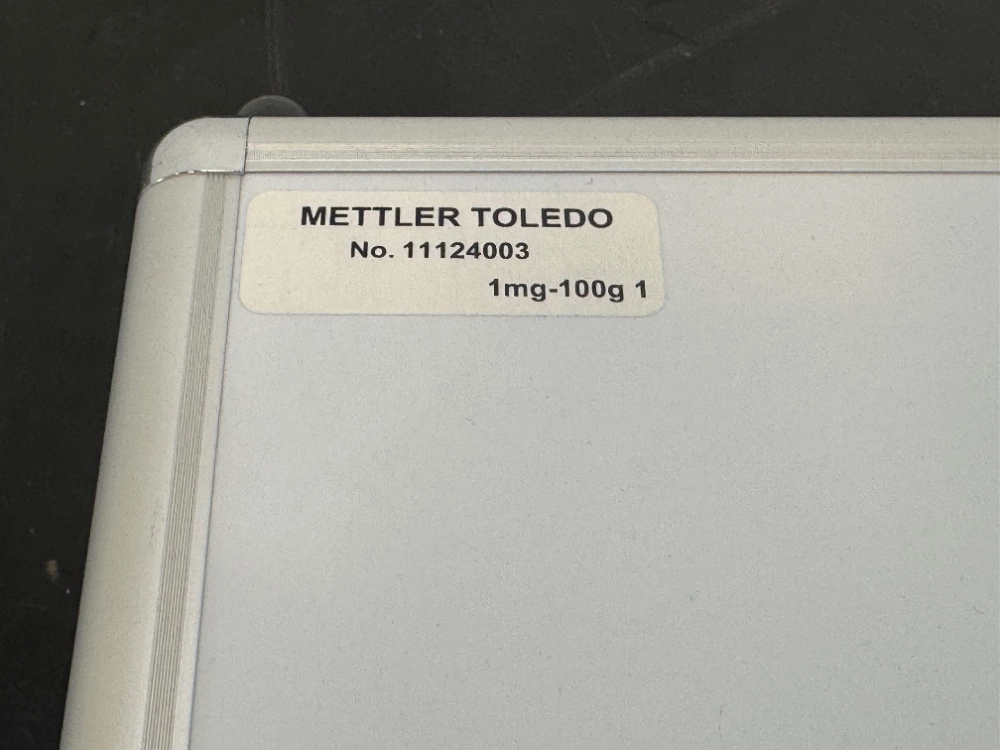 METTLER TOLEDO
No. 11124003
1mg-100g 1